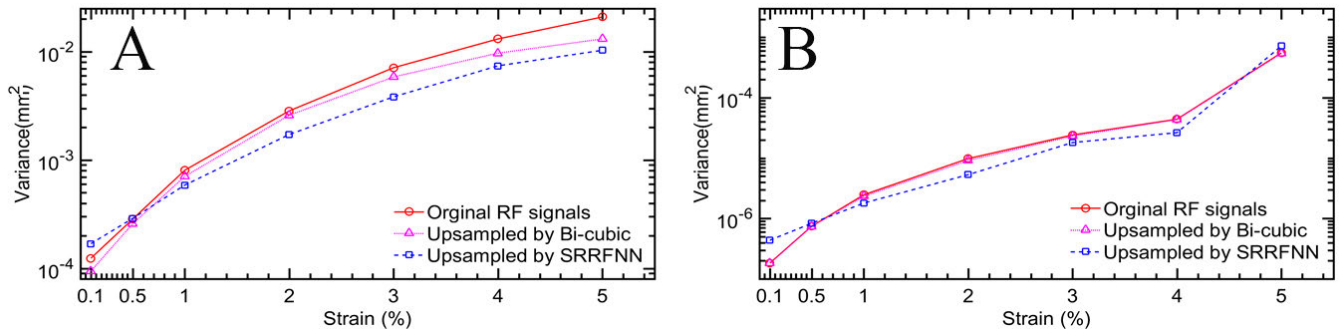 A
Variance(mm2)
10-2
10-3
10-4
Orginal RF signals
Upsampled by Bi-cubic
Upsampled by SRRFNN
0.1 0.5 1 2 3 4 5
Strain (%)
B
Variance(mm2)
10-4
10-6
Orginal RF signals
Upsampled by Bi-cubic
Upsampled by SRRFNN
0.1 0.5 1 2 3 4 5
Strain (%)